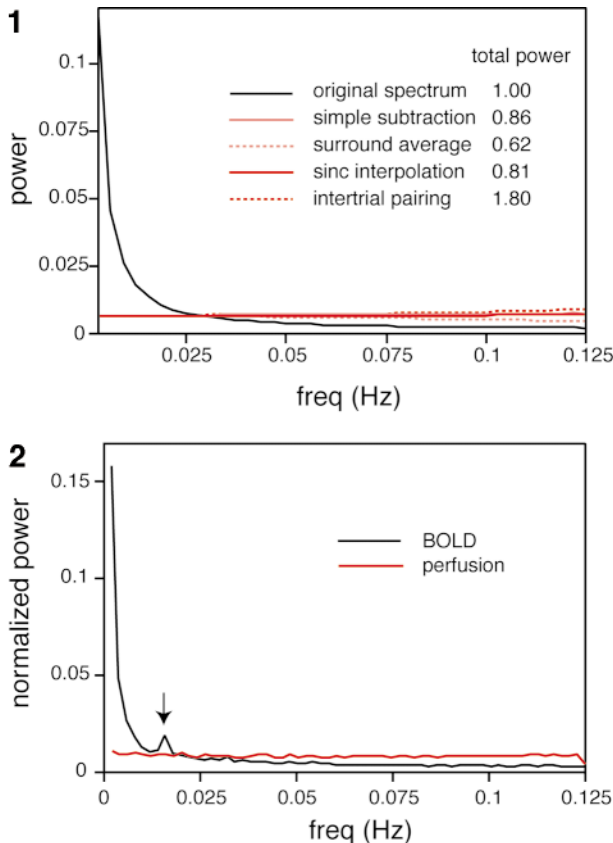 1
total power
original spectrum 1.00
simple subtraction 0.86
surround average 0.62
sinc interpolation 0.81
intertrial pairing 1.80
power
0.1
0.075
0.05
0.025
0
0.025 0.05 0.075 0.1 0.125
freq (Hz)
2
BOLD
perfusion
normalized power
0.15
0.1
0.05
0
0 0.025 0.05 0.075 0.1 0.125
freq (Hz)